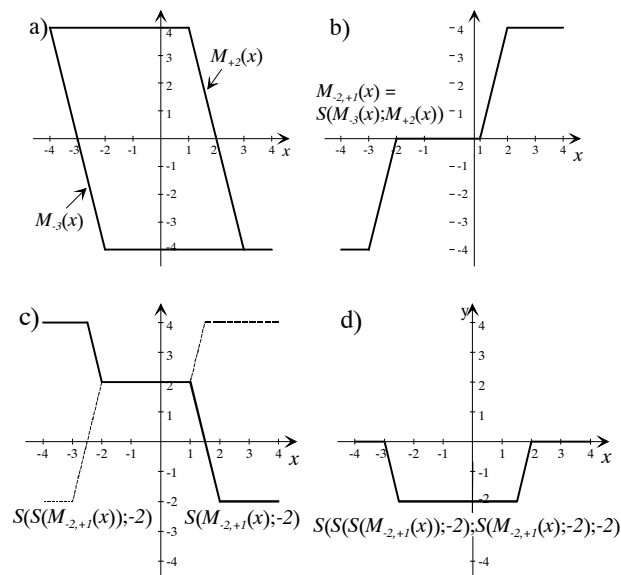 a)
M+2(x)
M-3(x)
4
3
2
1
-1
-2
-3
-4
-4 -3 -2 -1 1 2 3 4
x
b)
M-2,+1(x) =
S(M-3(x);M+2(x))
4
3
2
1
-1
-2
-3
-4
-4 -3 -2 -1 1 2 3 4
x
c)
4
2
-1
-2
-4
-4 -3 -2 -1 1 2 3 4
x
S(S(M-2,+1(x));-2)
S(M-2,+1(x);-2)
d)
y
4
2
-1
-2
-4
-4 -3 -2 -1 1 2 3 4
x
S(S(S(M-2,+1(x));-2);S(M-2,+1(x);-2);-2)